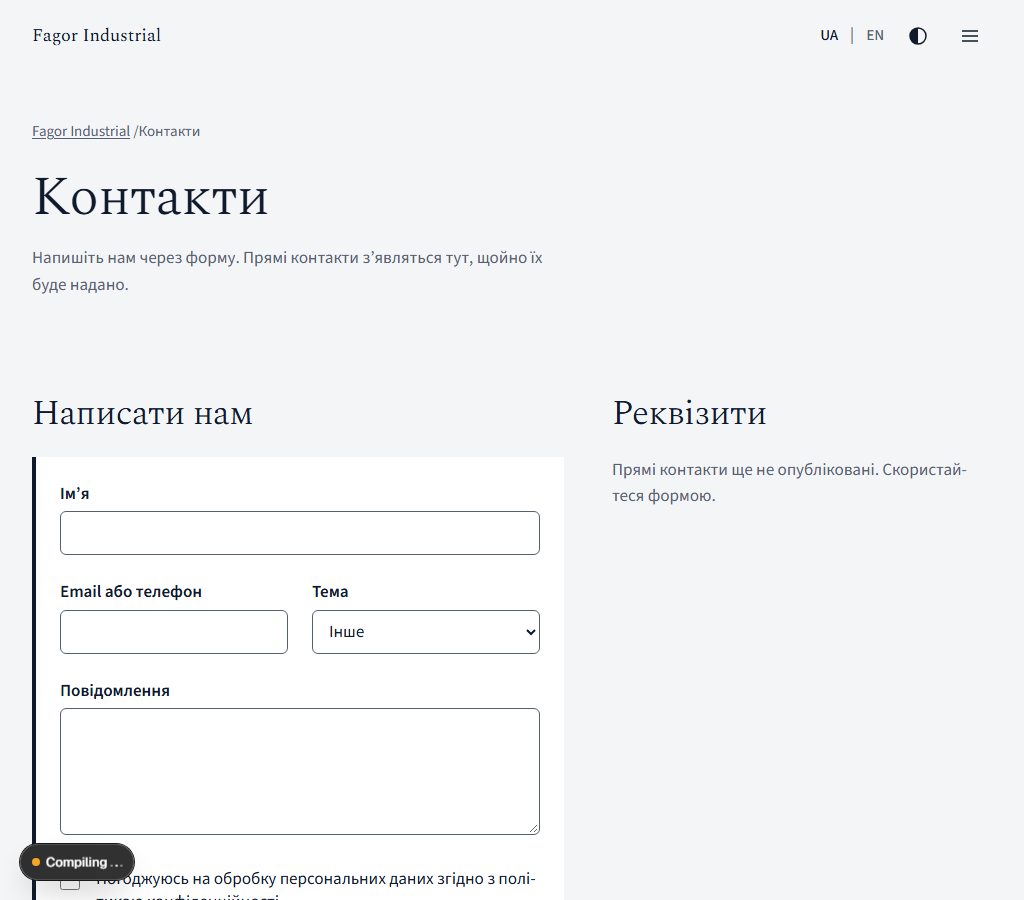 Fagor Industrial
UA | EN
Fagor Industrial /Контакти
Контакти
Напишіть нам через форму. Прямі контакти з’являться тут, щойно їх
буде надано.
Написати нам
Реквізити
Прямі контакти ще не опубліковані. Скористай-
теся формою.
Ім’я
Email або телефон
Тема
Інше
Повідомлення
Compiling ...
Погоджуюсь на обробку персональних даних згідно з полі-
тикою конфіденційності